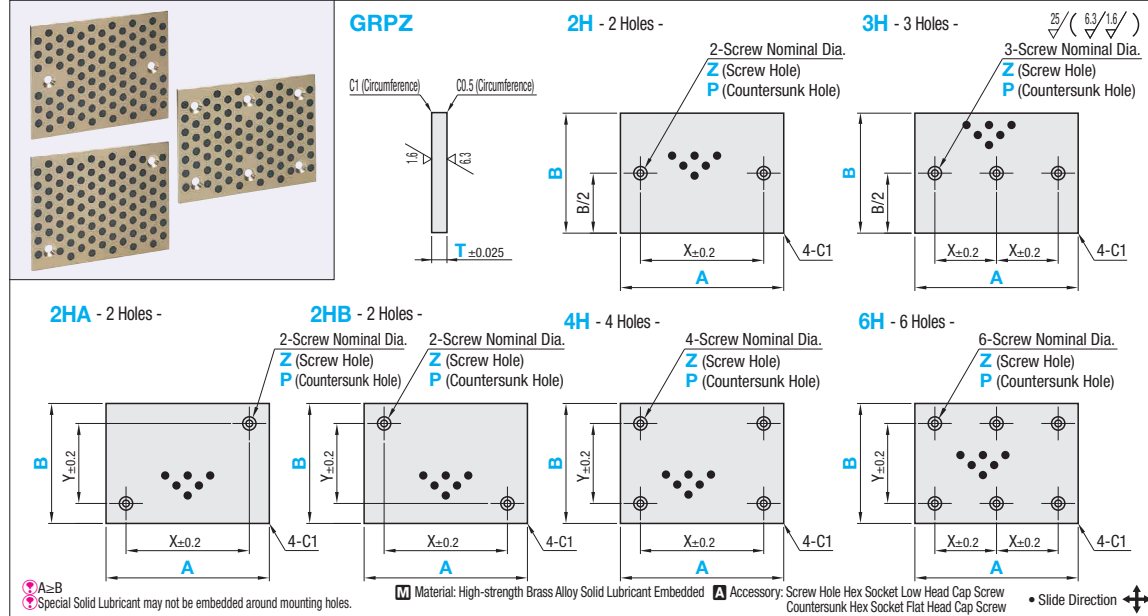 GRPZ
2H - 2 Holes -
3H - 3 Holes -
25 ( 6.3 1.6 )
C1 (Circumference)
C0.5 (Circumference)
1.6
6.3
T ±0.025
2-Screw Nominal Dia.
Z (Screw Hole)
P (Countersunk Hole)
B
B/2
X±0.2
A
4-C1
3-Screw Nominal Dia.
Z (Screw Hole)
P (Countersunk Hole)
B
B/2
X±0.2
X±0.2
A
4-C1
2HA - 2 Holes -
2-Screw Nominal Dia.
Z (Screw Hole)
P (Countersunk Hole)
B
Y±0.2
X±0.2
A
4-C1
2HB - 2 Holes -
2-Screw Nominal Dia.
Z (Screw Hole)
P (Countersunk Hole)
B
Y±0.2
X±0.2
A
4-C1
4H - 4 Holes -
4-Screw Nominal Dia.
Z (Screw Hole)
P (Countersunk Hole)
B
Y±0.2
X±0.2
A
4-C1
6H - 6 Holes -
6-Screw Nominal Dia.
Z (Screw Hole)
P (Countersunk Hole)
B
Y±0.2
X±0.2
X±0.2
A
4-C1
A≥B
Special Solid Lubricant may not be embedded around mounting holes.
M Material: High-strength Brass Alloy Solid Lubricant Embedded
A Accessory: Screw Hole Hex Socket Low Head Cap Screw
Countersunk Hex Socket Flat Head Cap Screw
• Slide Direction